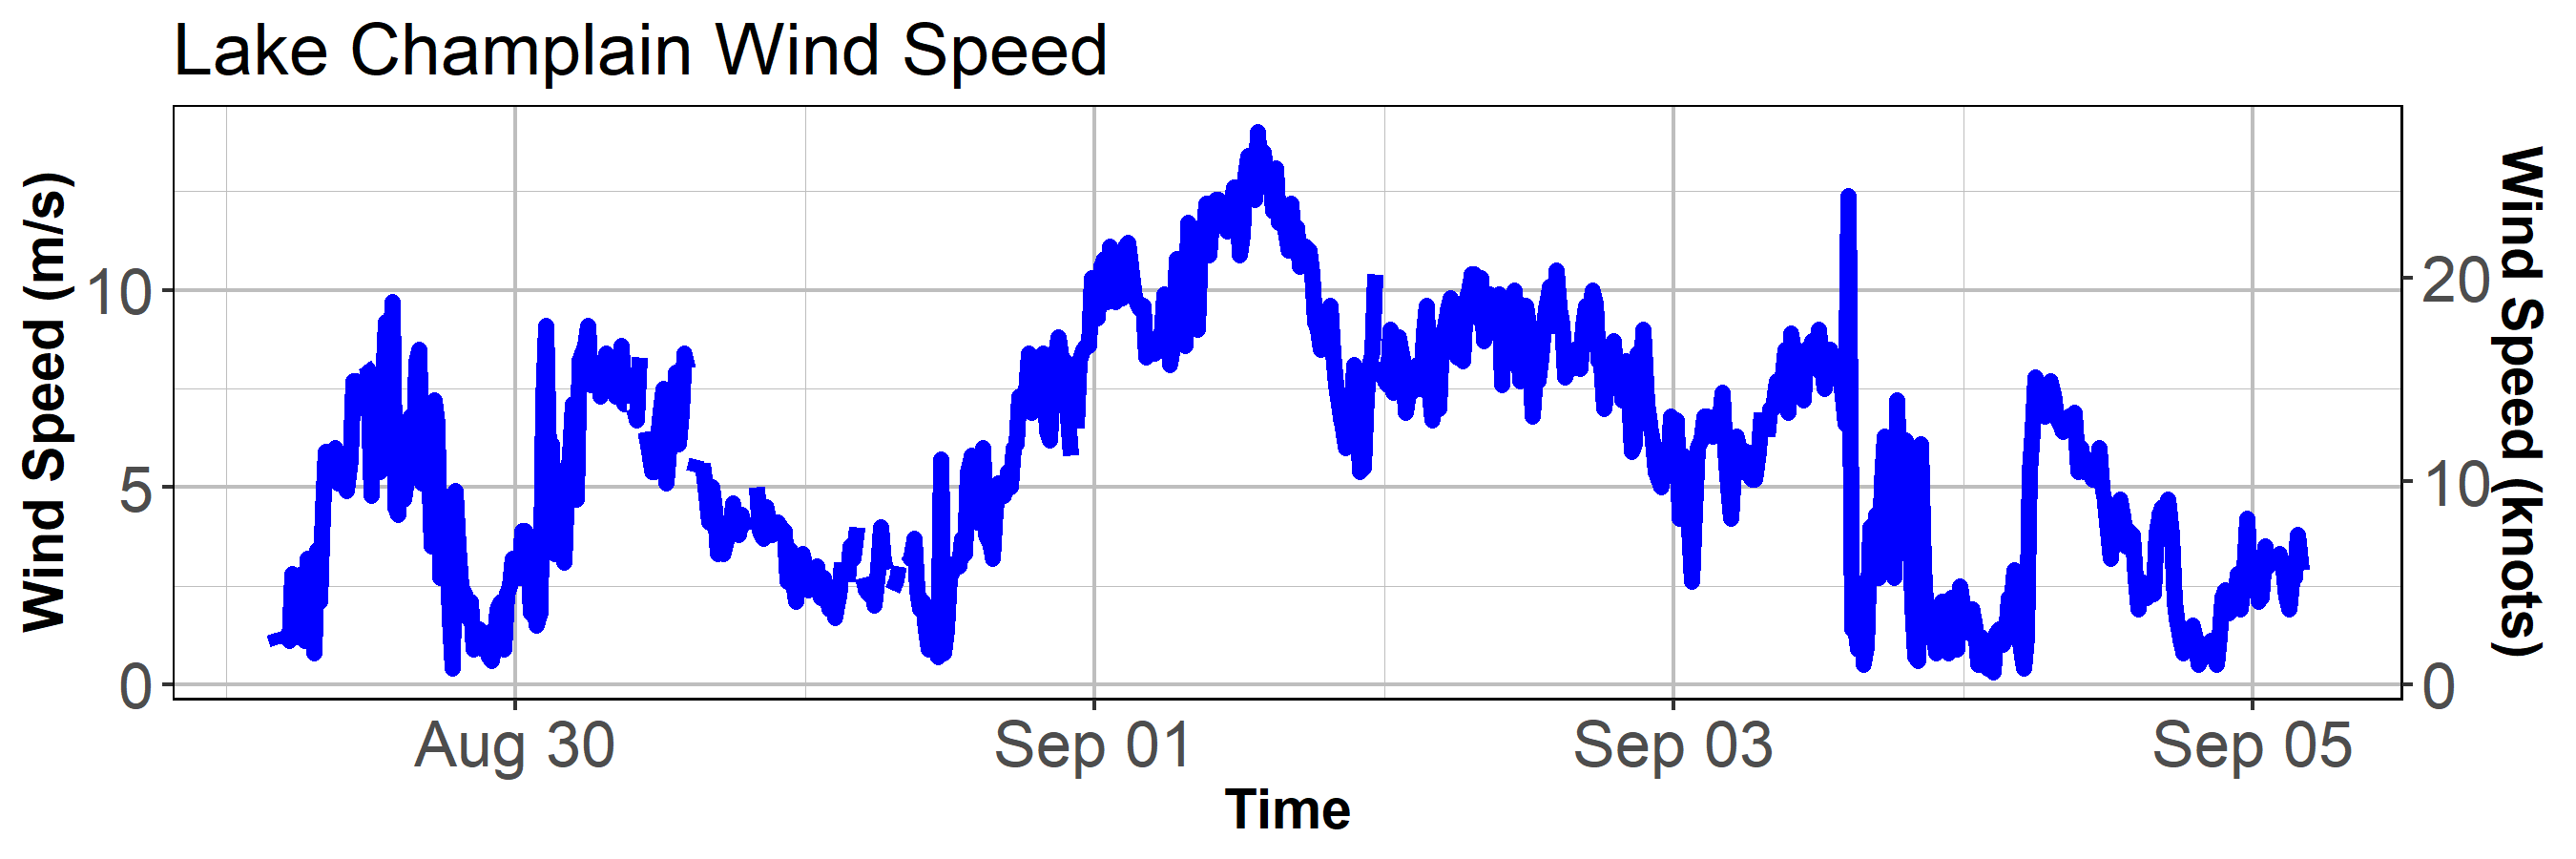 Lake Champlain Wind Speed
Wind Speed (m/s)
10
5
0
20
10
0
Wind Speed (knots)
Aug 30
Sep 01
Sep 03
Sep 05
Time